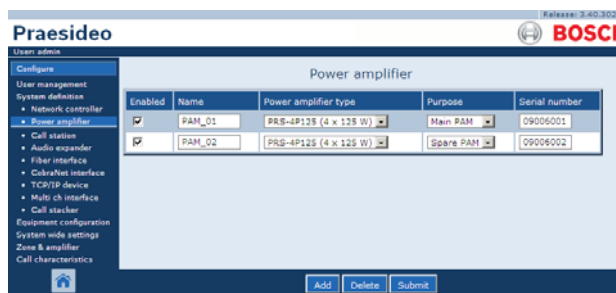 Release: 3.40.302
Praesideo
BOSCH
User: admin
Configure
User management
System definition
• Network controller
• Power amplifier
• Call station
• Audio expander
• Fiber interface
• CobraNet interface
• TCP/IP device
• Multi ch interface
• Call stacker
Equipment configuration
System wide settings
Zone & amplifier
Call characteristics
Power amplifier
Enabled Name Power amplifier type Purpose Serial number
PAM_01 PRS-4P125 (4 x 125 W) Main PAM 09006001
PAM_02 PRS-4P125 (4 x 125 W) Spare PAM 09006002
Add Delete Submit